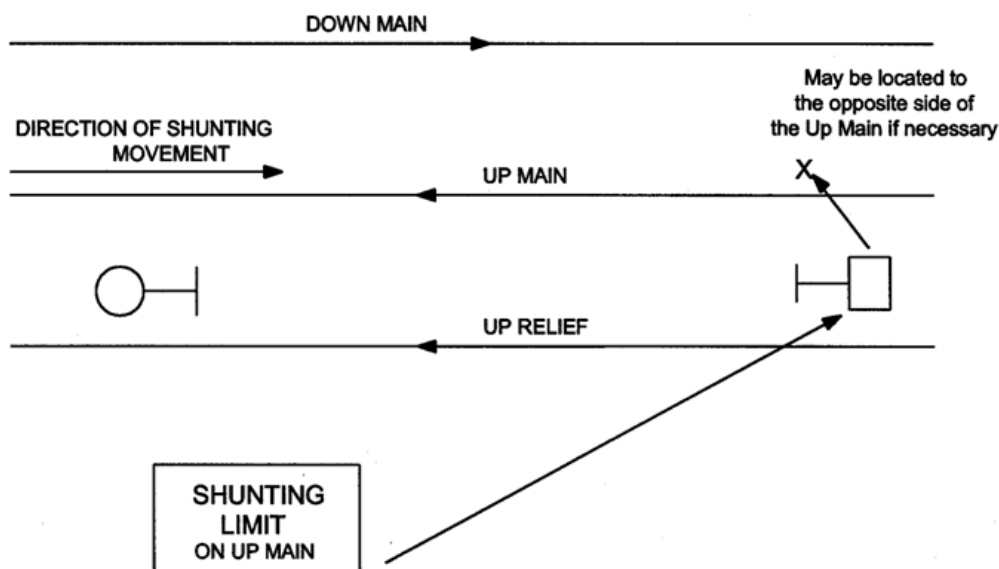 DOWN MAIN
May be located to
the opposite side of
the Up Main if necessary
DIRECTION OF SHUNTING
MOVEMENT
X
UP MAIN
UP RELIEF
SHUNTING
LIMIT
ON UP MAIN